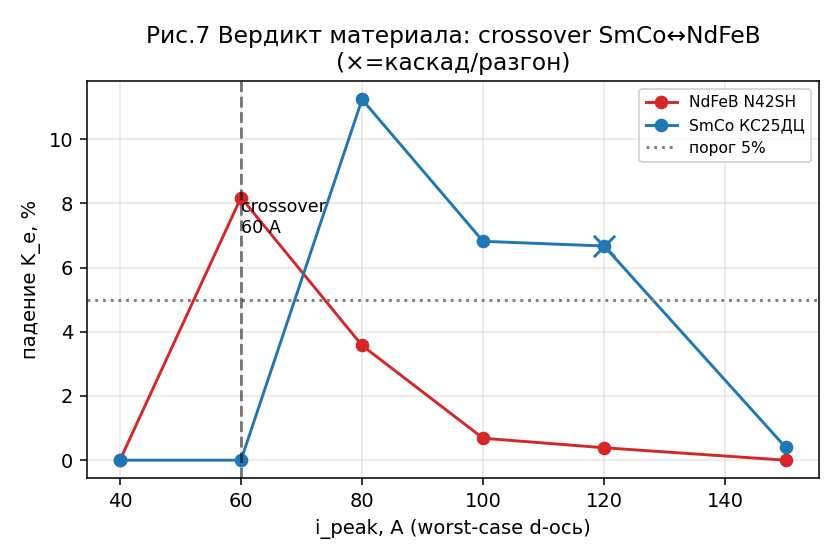 Рис.7 Вердикт материала: crossover SmCo↔NdFeB
(×=каскад/разгон)
NdFeB N42SH
SmCo КС25ДЦ
порог 5%
crossover
60 A
падение K_e, %
10
8
6
4
2
0
40
60
80
100
120
140
i_peak, A (worst-case d-ось)